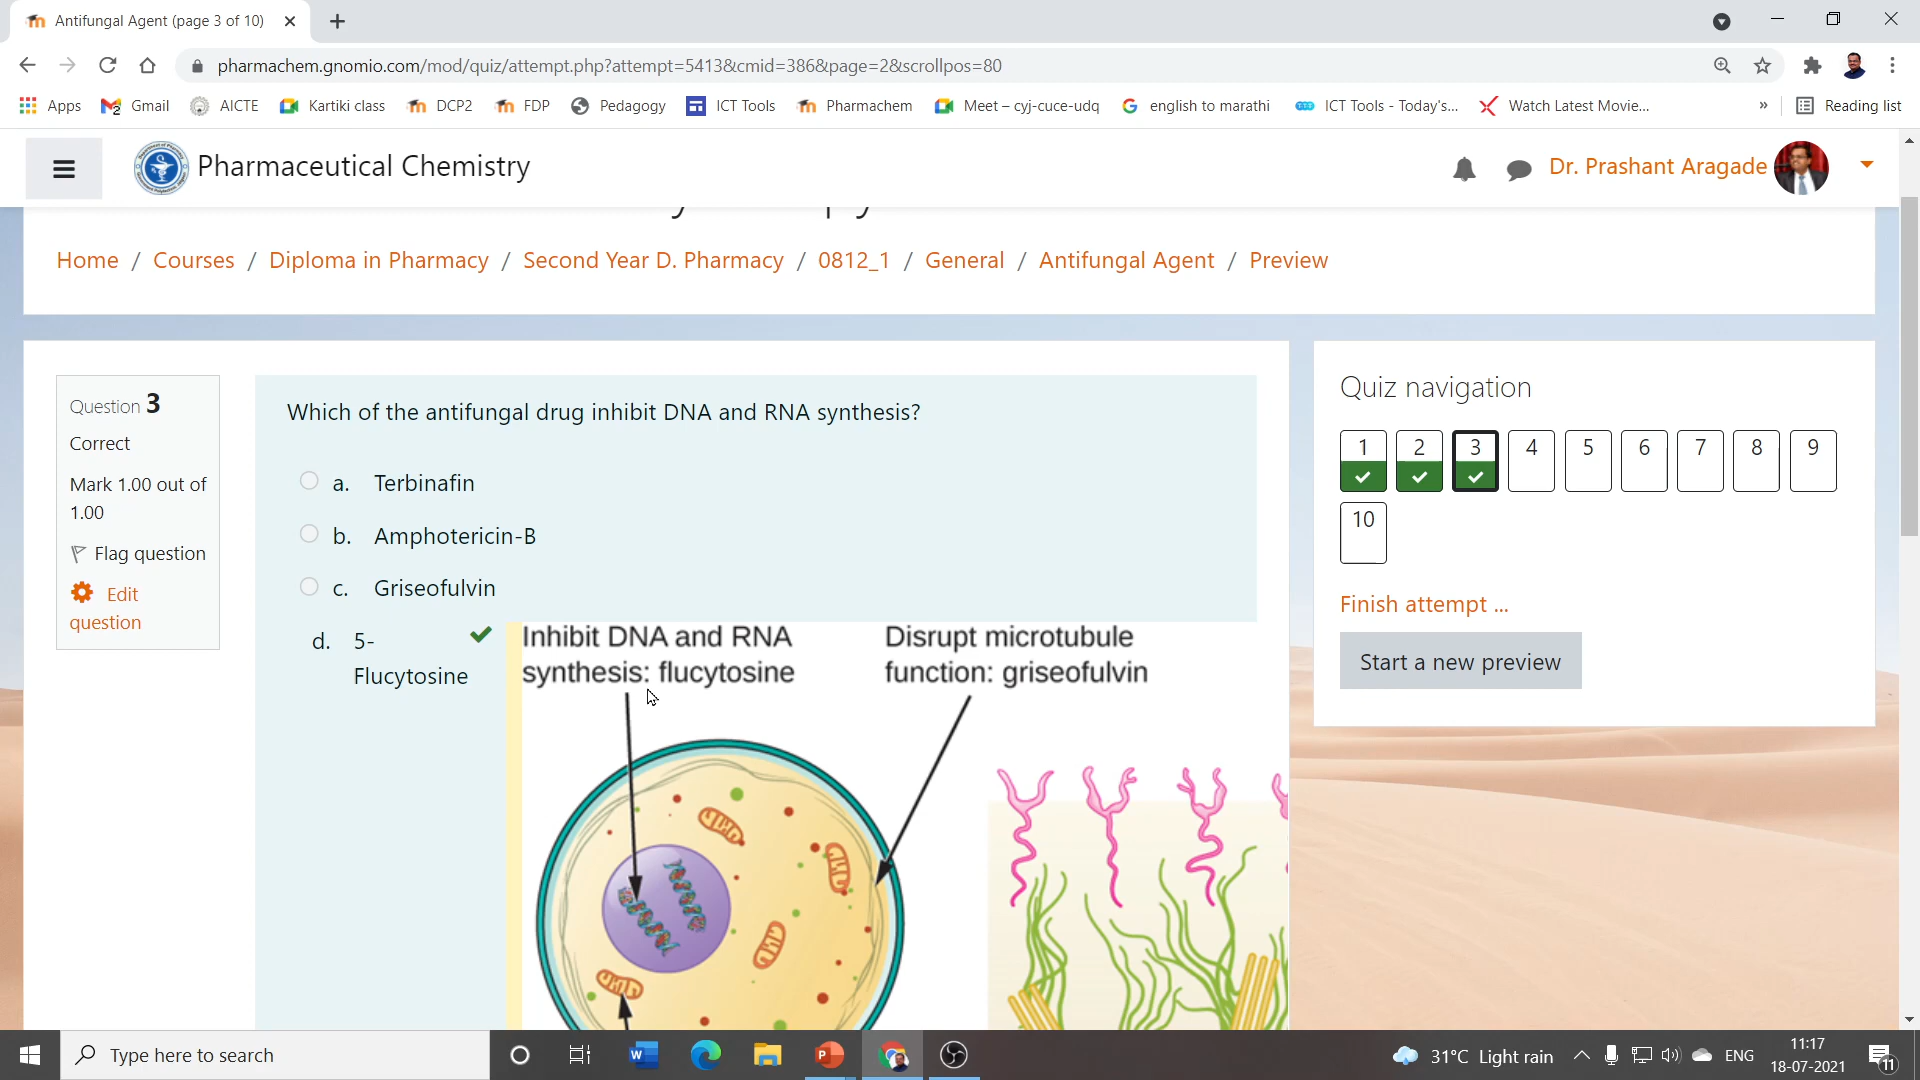 Antifungal Agent (page 3 of 10)
pharmachem.gnomio.com/mod/quiz/attempt.php?attempt=5413&cmid=386&page=2&scrollpos=80
Apps Gmail AICTE Kartiki class DCP2 FDP Pedagogy ICT Tools Pharmachem Meet – cyj-cuce-udq english to marathi ICT Tools - Today's... Watch Latest Movie... » Reading list
Pharmaceutical Chemistry
Dr. Prashant Aragade
Home / Courses / Diploma in Pharmacy / Second Year D. Pharmacy / 0812_1 / General / Antifungal Agent / Preview
Question 3
Correct
Mark 1.00 out of
1.00
Flag question
Edit
question
Which of the antifungal drug inhibit DNA and RNA synthesis?
a. Terbinafin
b. Amphotericin-B
c. Griseofulvin
d. 5-
Flucytosine
Inhibit DNA and RNA
synthesis: flucytosine
Disrupt microtubule
function: griseofulvin
Quiz navigation
1 2 3 4 5 6 7 8 9
10
Finish attempt ...
Start a new preview
Type here to search
31°C Light rain
ENG
11:17
18-07-2021
11